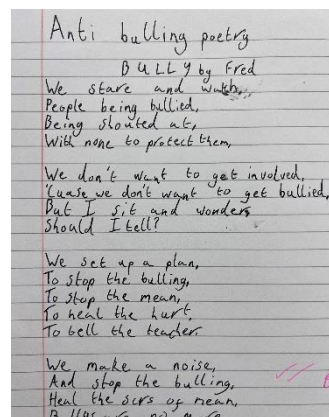 Anti bulling poetry
BULLY by Fred
We stare and watch,
People being bullied,
Being shouted at,
With none to protect them,
We don't want to get involved,
'Cuase we don't want to get bullied,
But I sit and wonder,
Should I tell?
We set up a plan,
To stop the bulling,
To stop the mean,
To heal the hurt,
To tell the teacher.
We make a noise,
And stop the bulling,
Heal the scrs of mean,